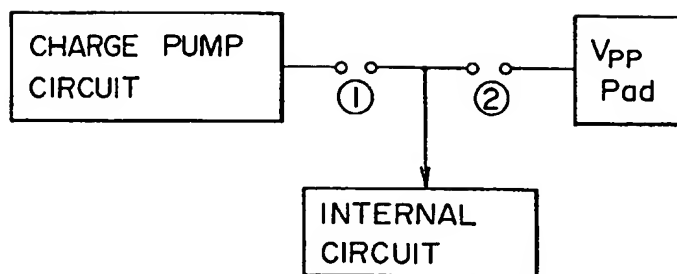 CHARGE PUMP
CIRCUIT
① ②
VPP
Pad
INTERNAL
CIRCUIT